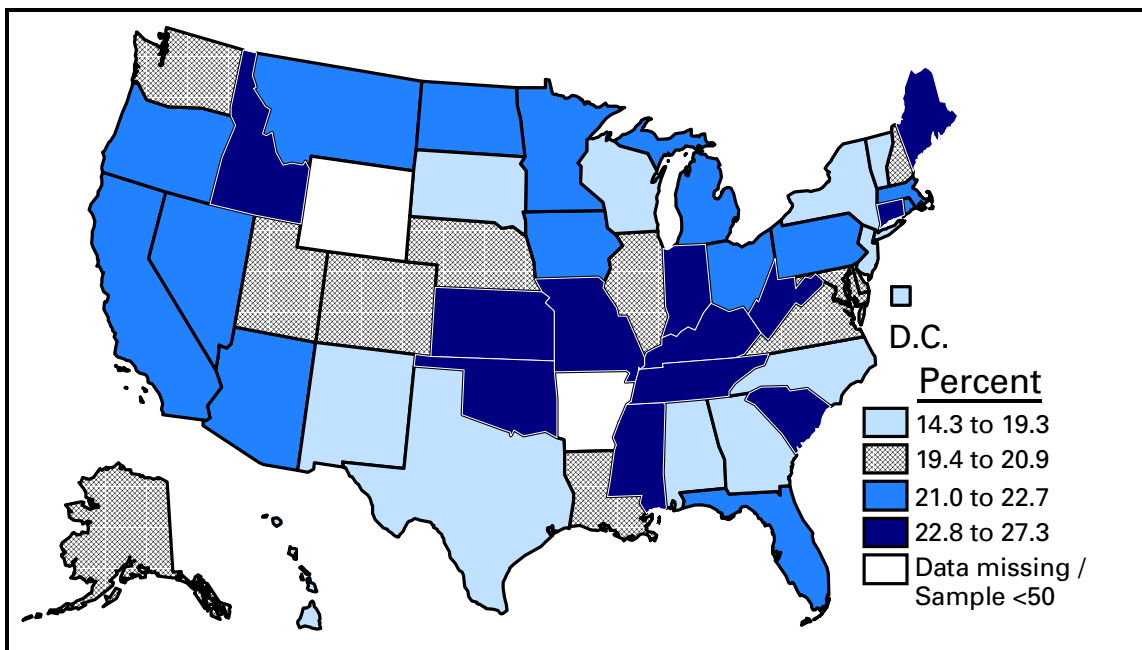 D.C.
Percent
14.3 to 19.3
19.4 to 20.9
21.0 to 22.7
22.8 to 27.3
Data missing /
Sample <50